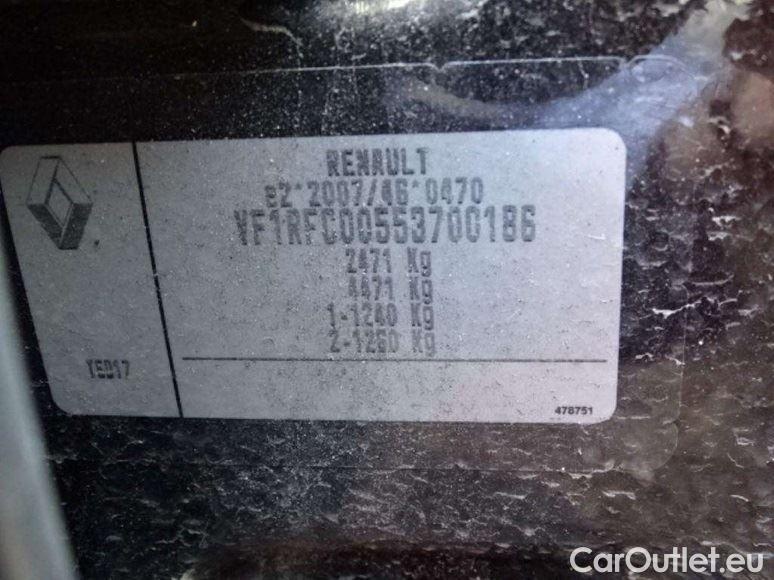 RENAULT
e2*2007/46*0470
VF1RFC00553700186
2471 Kg
4471 Kg
1-1240 Kg
2-1260 Kg
YE017
478751
CarOutlet.eu